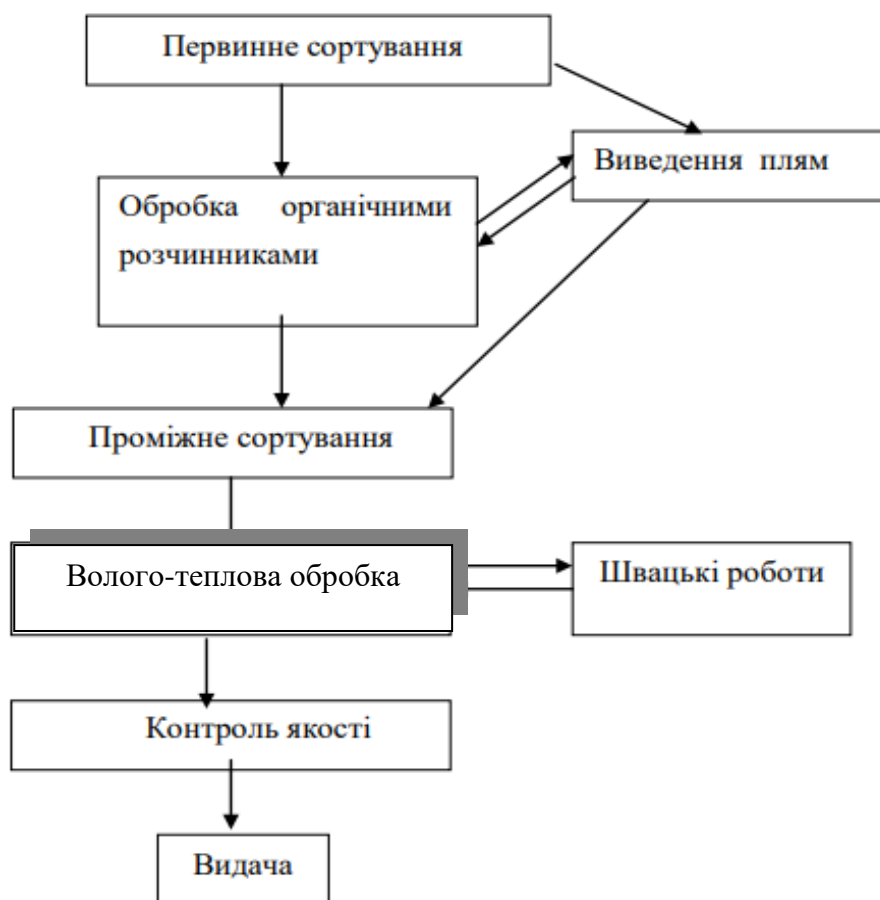 Первинне сортування
Виведення плям
Обробка органічними
розчинниками
Проміжне сортування
Волого-теплова обробка
Швацькі роботи
Контроль якості
Видача